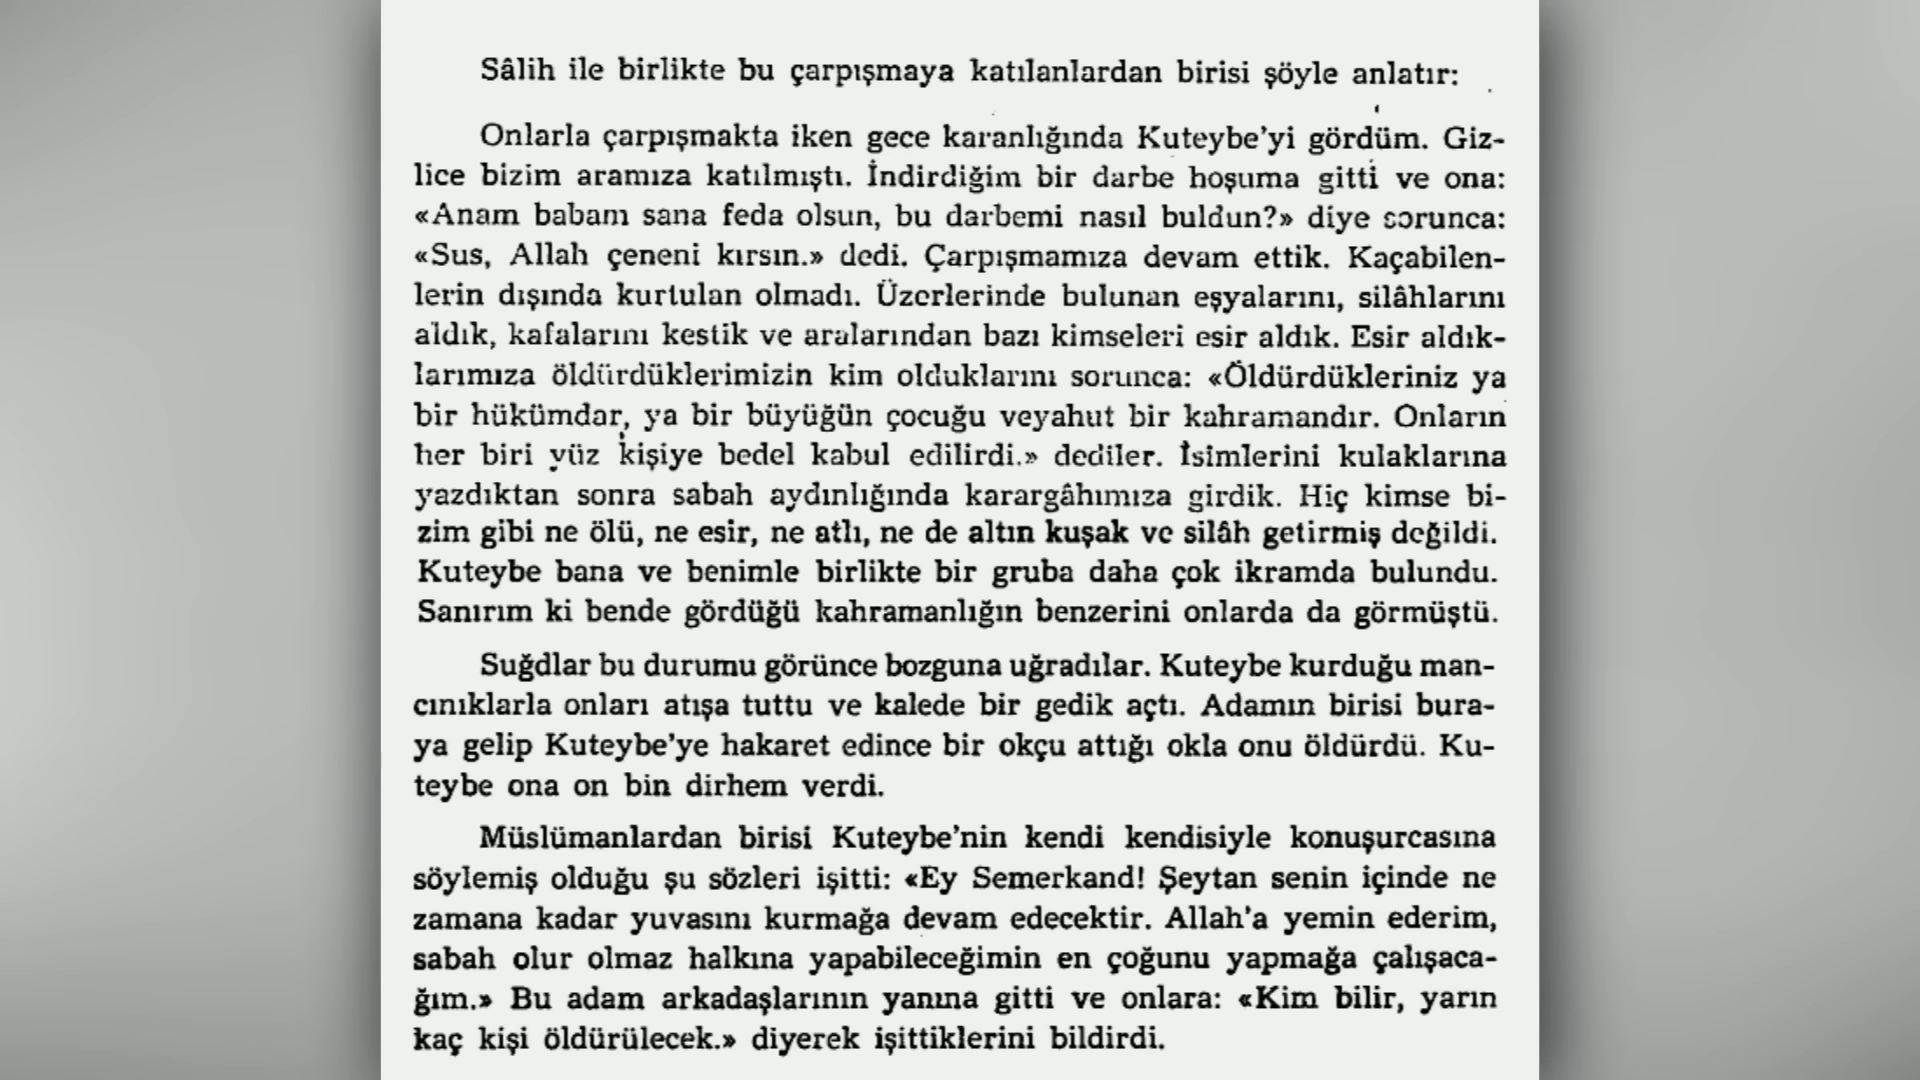 Sâlih ile birlikte bu çarpışmaya katılanlardan birisi şöyle anlatır:
Onlarla çarpışmakta iken gece karanlığında Kuteybe'yi gördüm. Giz-
lice bizim aramıza katılmıştı. İndirdiğim bir darbe hoşuma gitti ve ona:
«Anam babam sana feda olsun, bu darbemi nasıl buldun?» diye sorunca:
«Sus, Allah çeneni kırsın.» dedi. Çarpışmamıza devam ettik. Kaçabilen-
lerin dışında kurtulan olmadı. Üzerlerinde bulunan eşyalarını, silâhlarını
aldık, kafalarını kestik ve aralarından bazı kimseleri esir aldık. Esir aldık-
larımıza öldürdüklerimizin kim olduklarını sorunca: «Öldürdükleriniz ya
bir hükümdar, ya bir büyüğün çocuğu veyahut bir kahramandır. Onların
her biri yüz kişiye bedel kabul edilirdi.» dediler. İsimlerini kulaklarına
yazdıktan sonra sabah aydınlığında karargâhımıza girdik. Hiç kimse bi-
zim gibi ne ölü, ne esir, ne atlı, ne de altın kuşak ve silâh getirmiş değildi.
Kuteybe bana ve benimle birlikte bir gruba daha çok ikramda bulundu.
Sanırım ki bende gördüğü kahramanlığın benzerini onlarda da görmüştü.
Suğdlar bu durumu görünce bozguna uğradılar. Kuteybe kurduğu man-
cınıklarla onları atışa tuttu ve kalede bir gedik açtı. Adamın birisi bura-
ya gelip Kuteybe'ye hakaret edince bir okçu attığı okla onu öldürdü. Ku-
teybe ona on bin dirhem verdi.
Müslümanlardan birisi Kuteybe'nin kendi kendisiyle konuşurcasına
söylemiş olduğu şu sözleri işitti: «Ey Semerkand! Şeytan senin içinde ne
zamana kadar yuvasını kurmağa devam edecektir. Allah'a yemin ederim,
sabah olur olmaz halkına yapabileceğimin en çoğunu yapmağa çalışaca-
ğım.» Bu adam arkadaşlarının yanına gitti ve onlara: «Kim bilir, yarın
kaç kişi öldürülecek.» diyerek işittiklerini bildirdi.